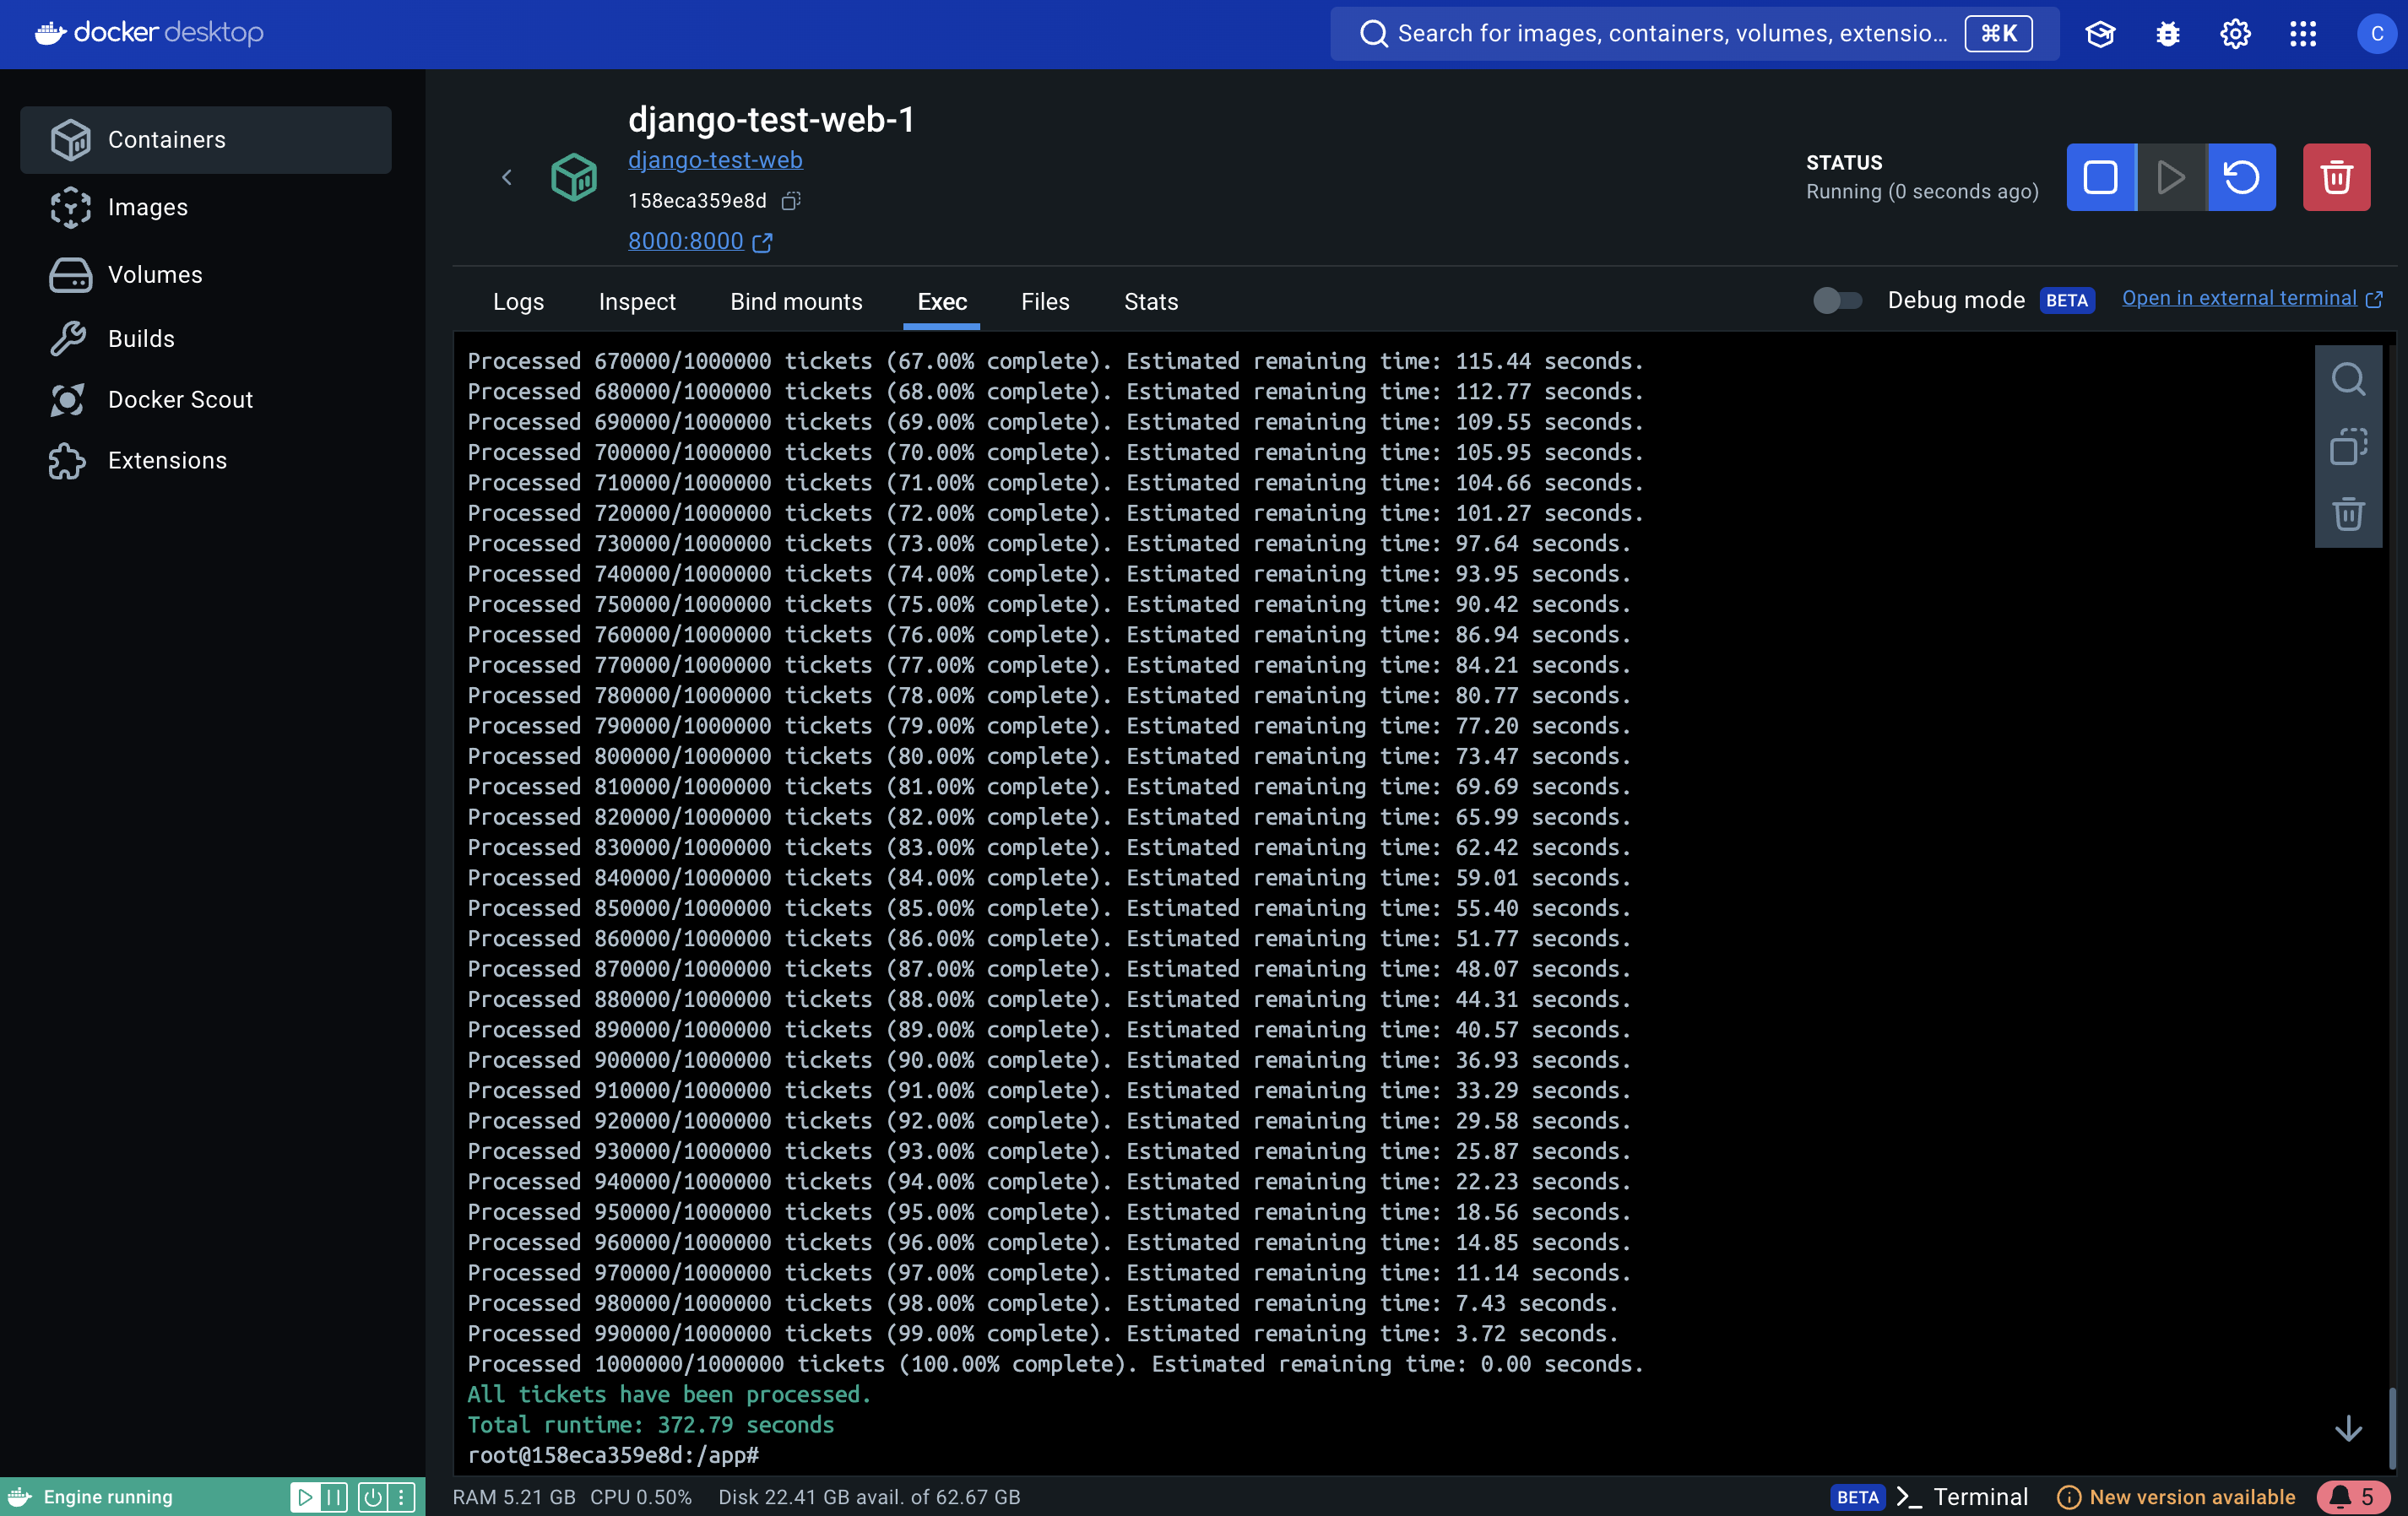 docker desktop
Search for images, containers, volumes, extensio...
⌘K
C
Containers
Images
Volumes
Builds
Docker Scout
Extensions
django-test-web-1
django-test-web
158eca359e8d
8000:8000
STATUS
Running (0 seconds ago)
Logs Inspect Bind mounts Exec Files Stats
Debug mode BETA Open in external terminal
Processed 670000/1000000 tickets (67.00% complete). Estimated remaining time: 115.44 seconds.
Processed 680000/1000000 tickets (68.00% complete). Estimated remaining time: 112.77 seconds.
Processed 690000/1000000 tickets (69.00% complete). Estimated remaining time: 109.55 seconds.
Processed 700000/1000000 tickets (70.00% complete). Estimated remaining time: 105.95 seconds.
Processed 710000/1000000 tickets (71.00% complete). Estimated remaining time: 104.66 seconds.
Processed 720000/1000000 tickets (72.00% complete). Estimated remaining time: 101.27 seconds.
Processed 730000/1000000 tickets (73.00% complete). Estimated remaining time: 97.64 seconds.
Processed 740000/1000000 tickets (74.00% complete). Estimated remaining time: 93.95 seconds.
Processed 750000/1000000 tickets (75.00% complete). Estimated remaining time: 90.42 seconds.
Processed 760000/1000000 tickets (76.00% complete). Estimated remaining time: 86.94 seconds.
Processed 770000/1000000 tickets (77.00% complete). Estimated remaining time: 84.21 seconds.
Processed 780000/1000000 tickets (78.00% complete). Estimated remaining time: 80.77 seconds.
Processed 790000/1000000 tickets (79.00% complete). Estimated remaining time: 77.20 seconds.
Processed 800000/1000000 tickets (80.00% complete). Estimated remaining time: 73.47 seconds.
Processed 810000/1000000 tickets (81.00% complete). Estimated remaining time: 69.69 seconds.
Processed 820000/1000000 tickets (82.00% complete). Estimated remaining time: 65.99 seconds.
Processed 830000/1000000 tickets (83.00% complete). Estimated remaining time: 62.42 seconds.
Processed 840000/1000000 tickets (84.00% complete). Estimated remaining time: 59.01 seconds.
Processed 850000/1000000 tickets (85.00% complete). Estimated remaining time: 55.40 seconds.
Processed 860000/1000000 tickets (86.00% complete). Estimated remaining time: 51.77 seconds.
Processed 870000/1000000 tickets (87.00% complete). Estimated remaining time: 48.07 seconds.
Processed 880000/1000000 tickets (88.00% complete). Estimated remaining time: 44.31 seconds.
Processed 890000/1000000 tickets (89.00% complete). Estimated remaining time: 40.57 seconds.
Processed 900000/1000000 tickets (90.00% complete). Estimated remaining time: 36.93 seconds.
Processed 910000/1000000 tickets (91.00% complete). Estimated remaining time: 33.29 seconds.
Processed 920000/1000000 tickets (92.00% complete). Estimated remaining time: 29.58 seconds.
Processed 930000/1000000 tickets (93.00% complete). Estimated remaining time: 25.87 seconds.
Processed 940000/1000000 tickets (94.00% complete). Estimated remaining time: 22.23 seconds.
Processed 950000/1000000 tickets (95.00% complete). Estimated remaining time: 18.56 seconds.
Processed 960000/1000000 tickets (96.00% complete). Estimated remaining time: 14.85 seconds.
Processed 970000/1000000 tickets (97.00% complete). Estimated remaining time: 11.14 seconds.
Processed 980000/1000000 tickets (98.00% complete). Estimated remaining time: 7.43 seconds.
Processed 990000/1000000 tickets (99.00% complete). Estimated remaining time: 3.72 seconds.
Processed 1000000/1000000 tickets (100.00% complete). Estimated remaining time: 0.00 seconds.
All tickets have been processed.
Total runtime: 372.79 seconds
root@158eca359e8d:/app#
Engine running
RAM 5.21 GB CPU 0.50% Disk 22.41 GB avail. of 62.67 GB
BETA Terminal New version available 5